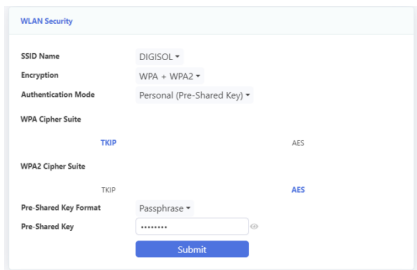 WLAN Security
SSID Name DIGISOL
Encryption WPA + WPA2
Authentication Mode Personal (Pre-Shared Key)
WPA Cipher Suite
TKIP AES
WPA2 Cipher Suite
TKIP AES
Pre-Shared Key Format Passphrase
Pre-Shared Key ••••••••
Submit